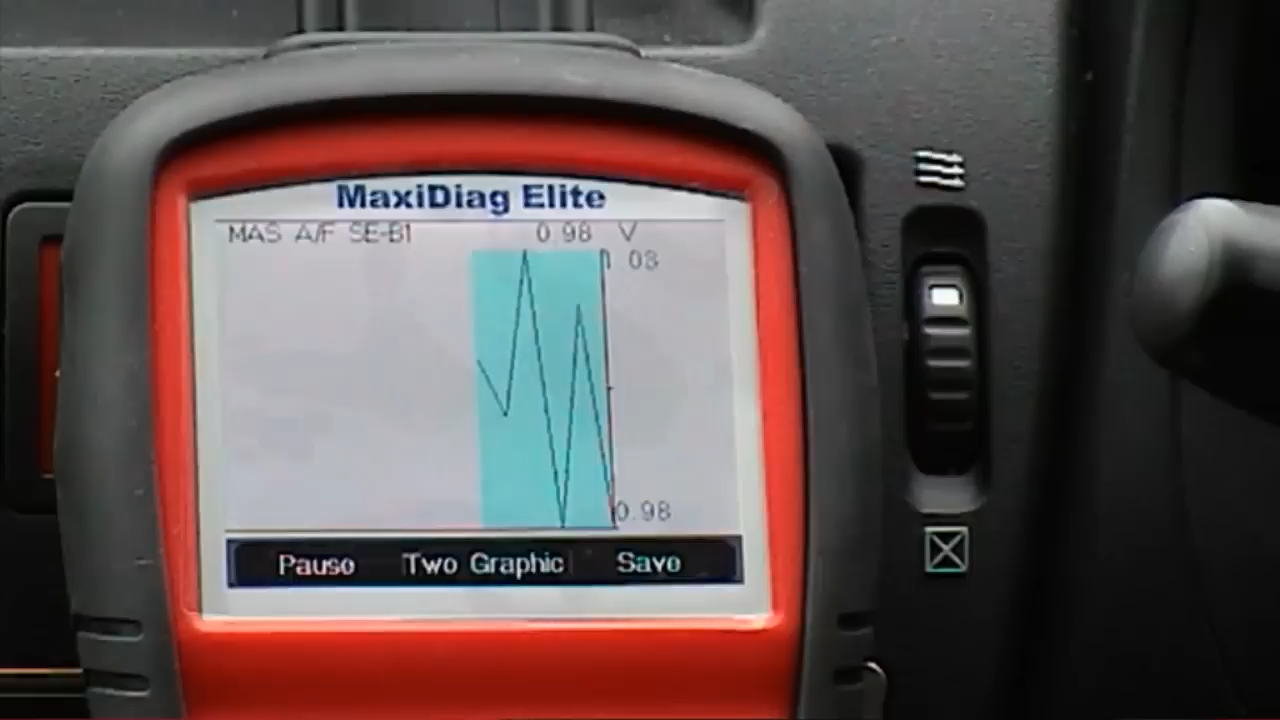 MaxiDiag Elite
MAS A/F SE-B1 0.98 V
1.03
0.98
Pause Two Graphic Save